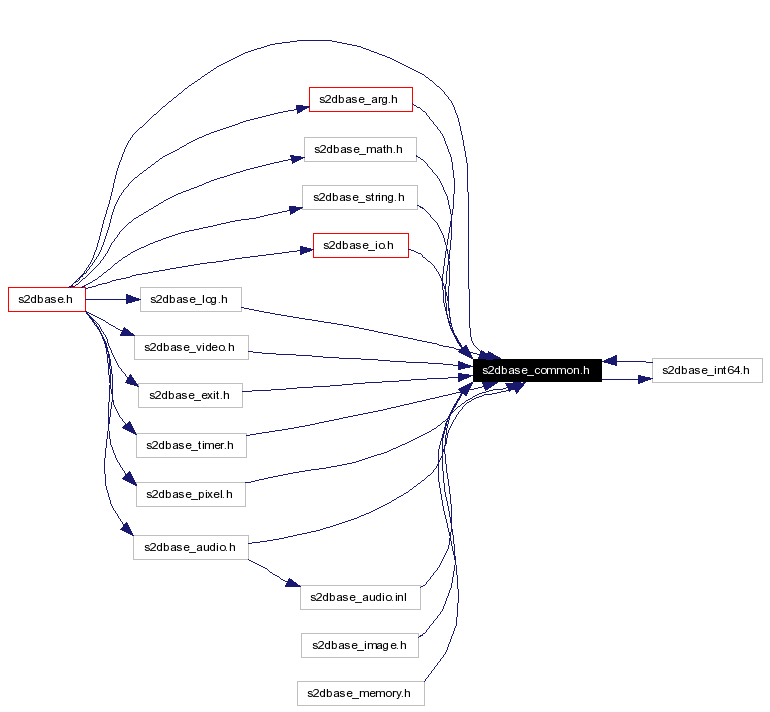 s2dbase_arg.h
s2dbase_math.h
s2dbase_string.h
s2dbase_io.h
s2dbase.h
s2dbase_log.h
s2dbase_video.h
s2dbase_common.h
s2dbase_int64.h
s2dbase_exit.h
s2dbase_timer.h
s2dbase_pixel.h
s2dbase_audio.h
s2dbase_audio.inl
s2dbase_image.h
s2dbase_memory.h